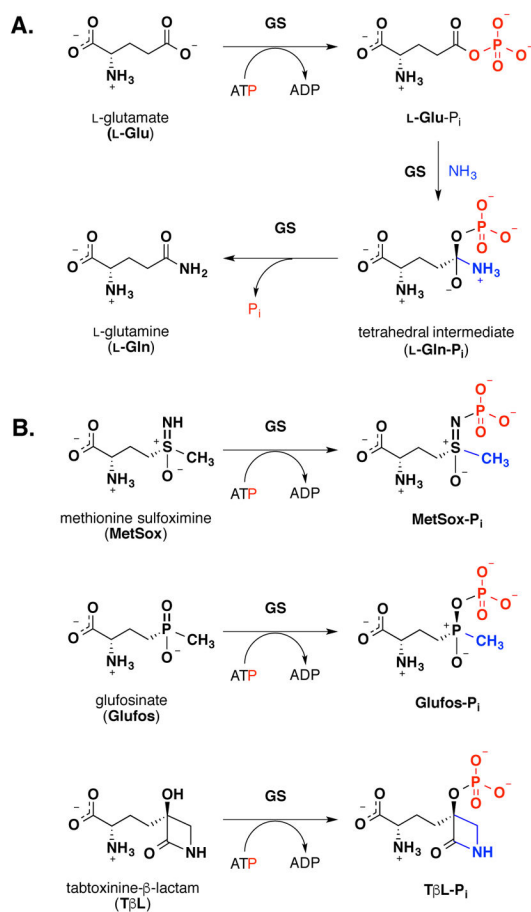 A.
GS
ATP ADP
L-glutamate
(L-Glu)
L-Glu-Pi
GS NH3
GS
Pi
L-glutamine
(L-Gln)
tetrahedral intermediate
(L-Gln-Pi)
B.
GS
ATP ADP
methionine sulfoximine
(MetSox)
MetSox-Pi
GS
ATP ADP
glufosinate
(Glufos)
Glufos-Pi
GS
ATP ADP
tabtoxinine-β-lactam
(TβL)
TβL-Pi